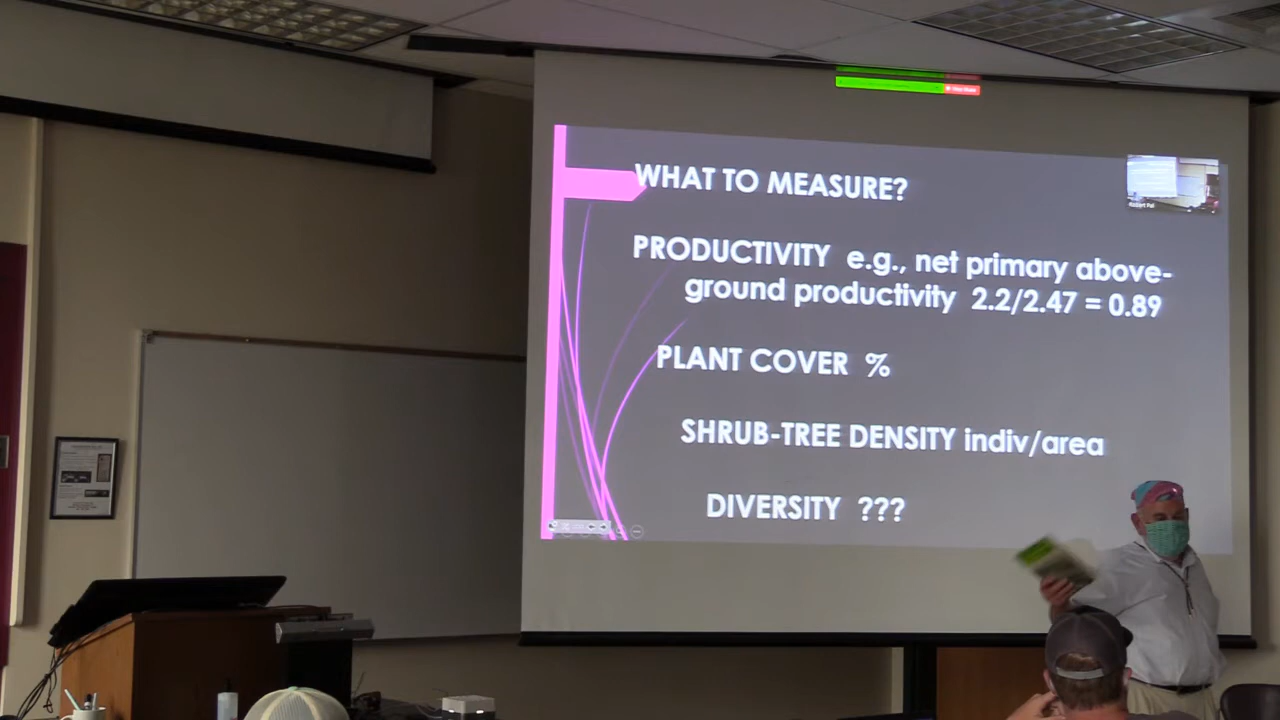 WHAT TO MEASURE?
PRODUCTIVITY e.g., net primary above-
ground productivity 2.2/2.47 = 0.89
PLANT COVER %
SHRUB-TREE DENSITY indiv/area
DIVERSITY ???